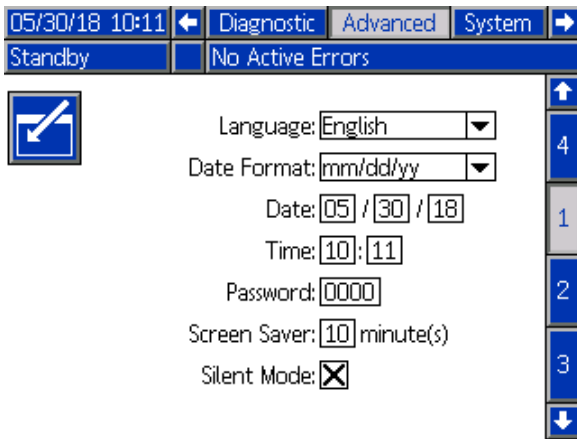 05/30/18 10:11 Diagnostic Advanced System
Standby No Active Errors
Language: English
4
Date Format: mm/dd/yy
Date: 05 / 30 / 18
1
Time: 10 : 11
Password: 0000
2
Screen Saver: 10 minute(s)
3
Silent Mode: X